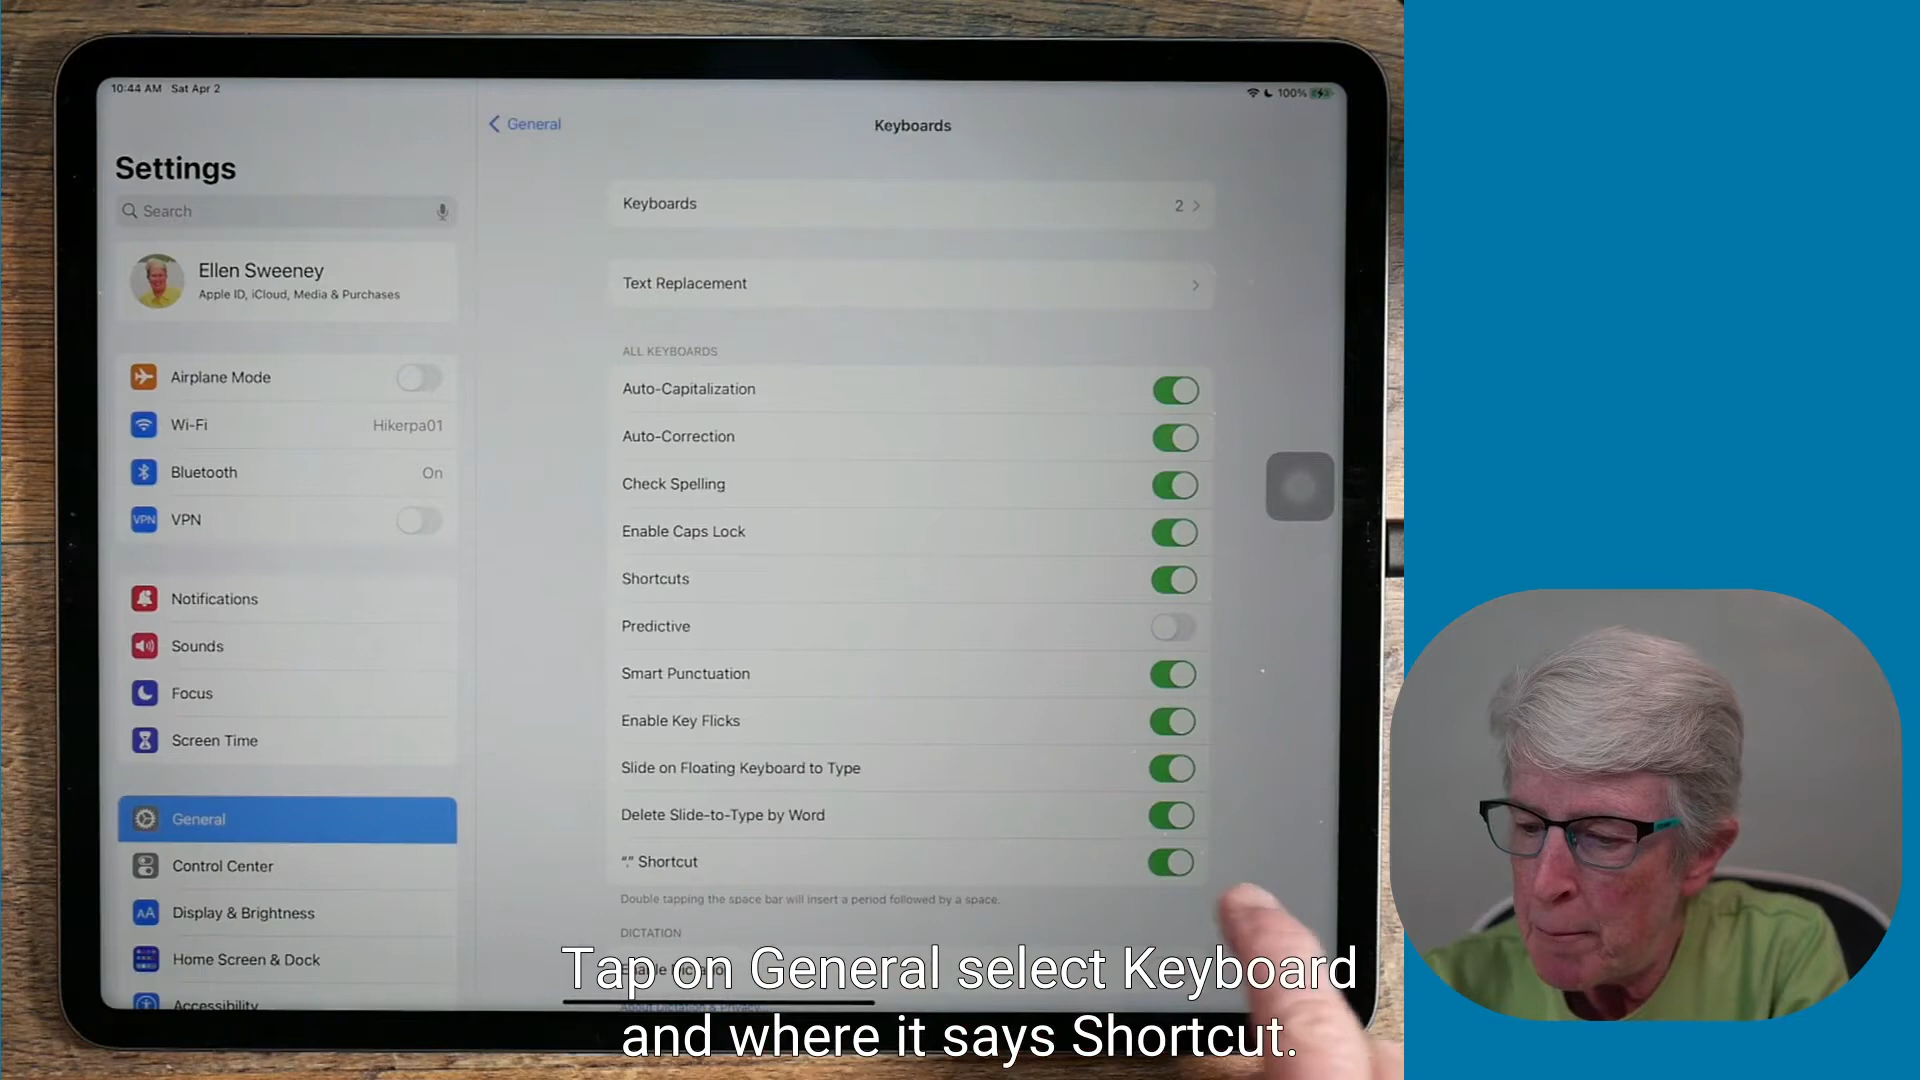 10:44 AM Sat Apr 2
100%
General
Keyboards
Settings
Search
Ellen Sweeney
Apple ID, iCloud, Media & Purchases
Airplane Mode
Wi-Fi Hikerpa01
Bluetooth On
VPN VPN
Notifications
Sounds
Focus
Screen Time
General
Control Center
AA Display & Brightness
Home Screen & Dock
Accessibility
Keyboards 2
Text Replacement
ALL KEYBOARDS
Auto-Capitalization
Auto-Correction
Check Spelling
Enable Caps Lock
Shortcuts
Predictive
Smart Punctuation
Enable Key Flicks
Slide on Floating Keyboard to Type
Delete Slide-to-Type by Word
“.” Shortcut
Double tapping the space bar will insert a period followed by a space.
DICTATION
Tap on General select Keyboard
and where it says Shortcut.